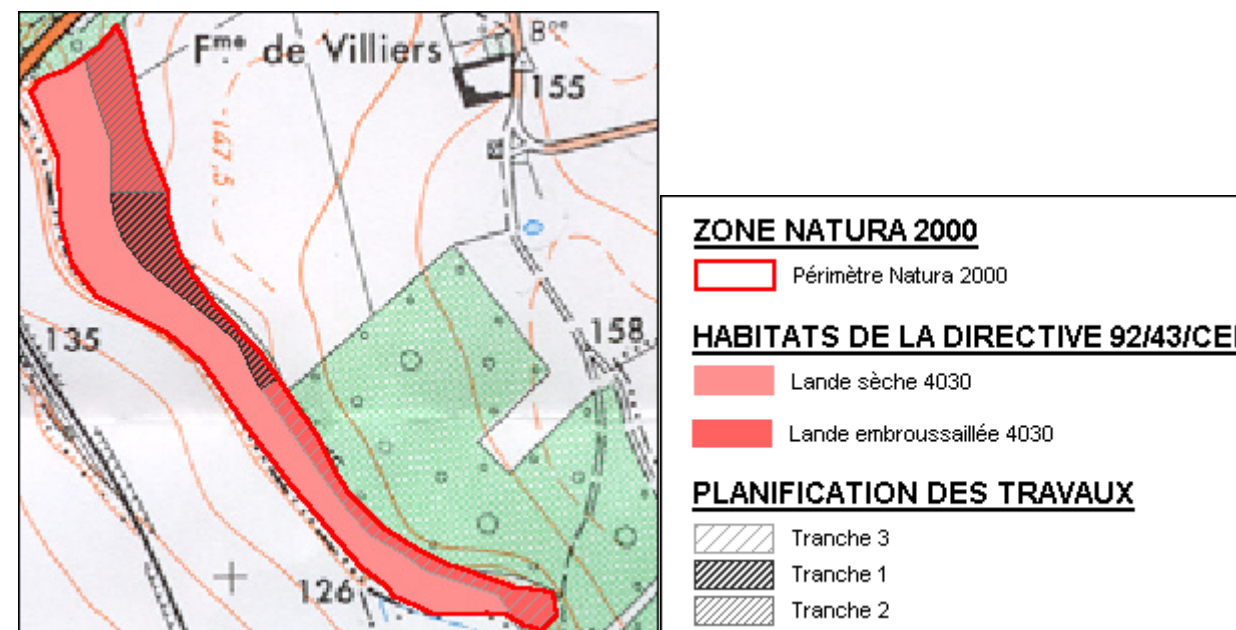 Fme de Villiers
Bne
155
147,5
135
158
126
ZONE NATURA 2000
Périmètre Natura 2000
HABITATS DE LA DIRECTIVE 92/43/CE
Lande sèche 4030
Lande embroussaillée 4030
PLANIFICATION DES TRAVAUX
Tranche 3
Tranche 1
Tranche 2